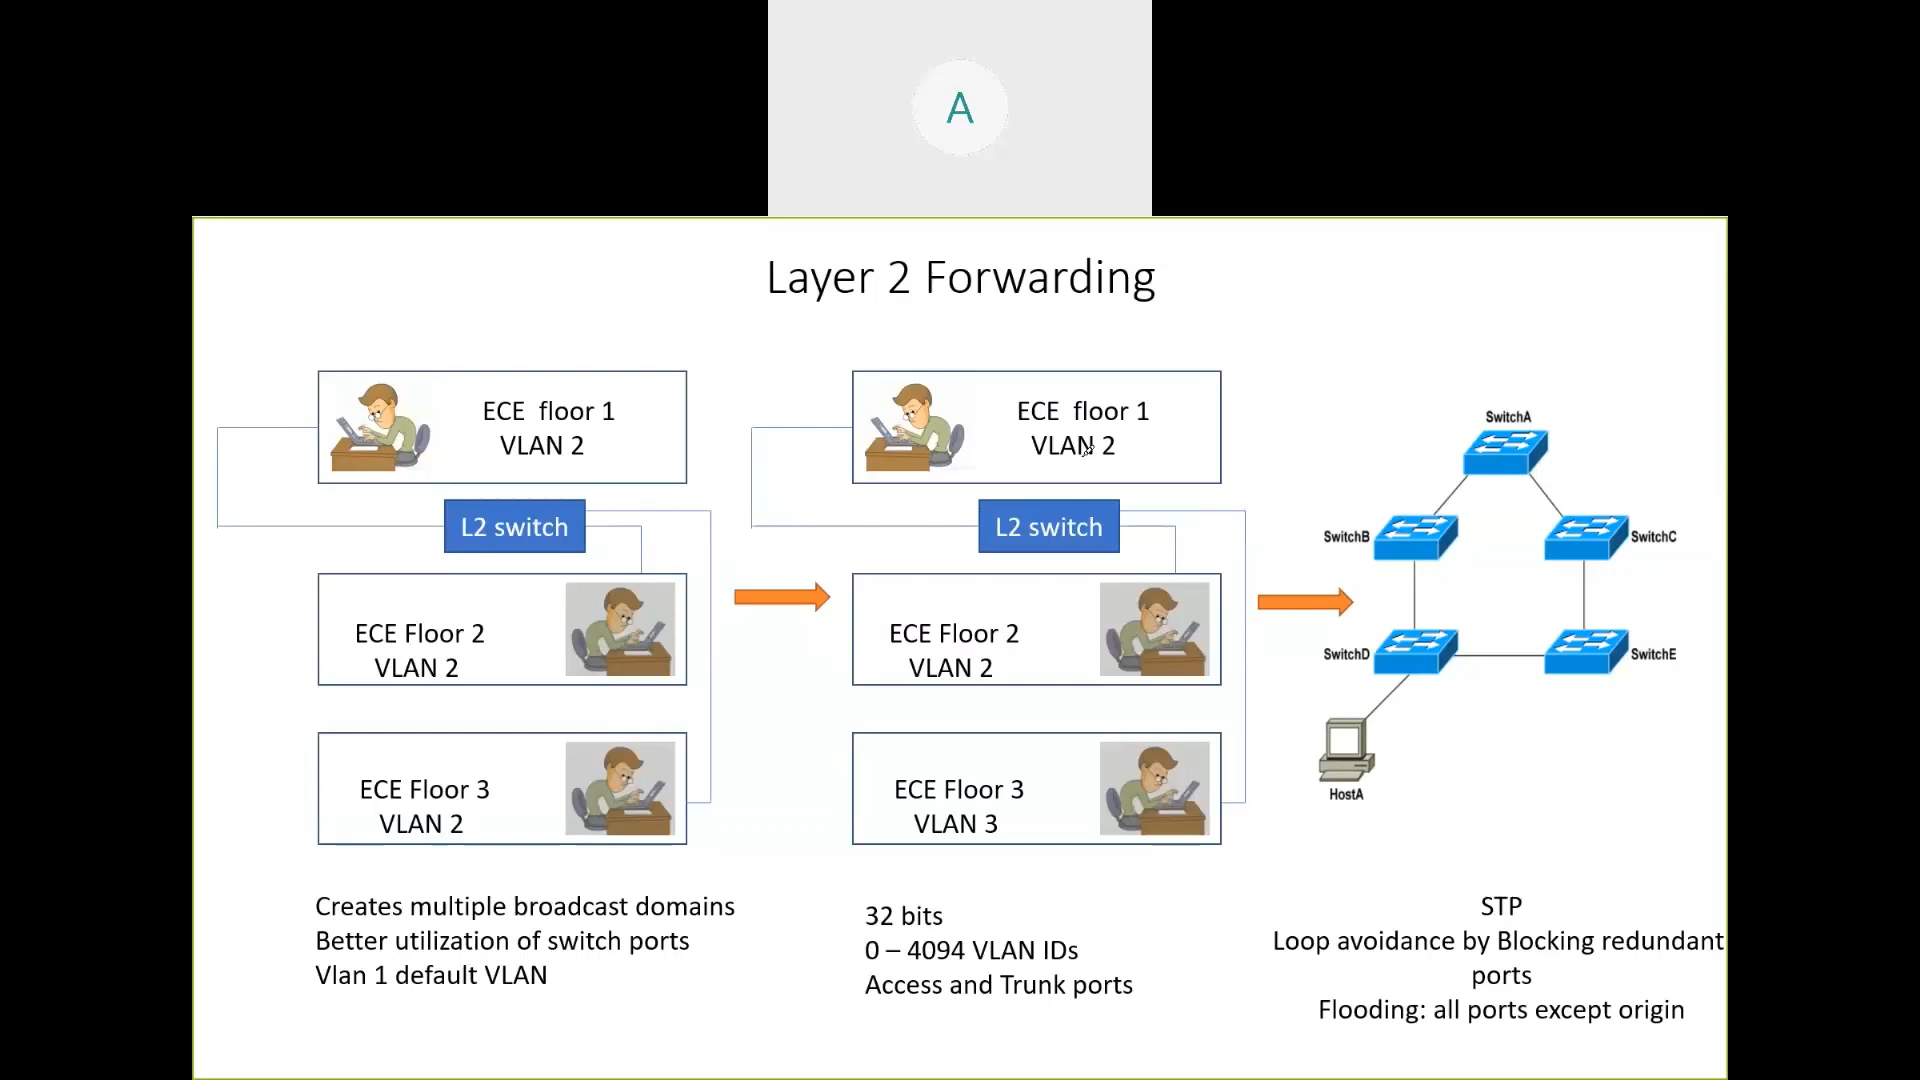 A
Layer 2 Forwarding
ECE floor 1
VLAN 2
L2 switch
ECE Floor 2
VLAN 2
ECE Floor 3
VLAN 2
Creates multiple broadcast domains
Better utilization of switch ports
Vlan 1 default VLAN
ECE floor 1
VLAN 2
L2 switch
ECE Floor 2
VLAN 2
ECE Floor 3
VLAN 3
32 bits
0 – 4094 VLAN IDs
Access and Trunk ports
SwitchA
SwitchB
SwitchC
SwitchD
SwitchE
HostA
STP
Loop avoidance by Blocking redundant
ports
Flooding: all ports except origin